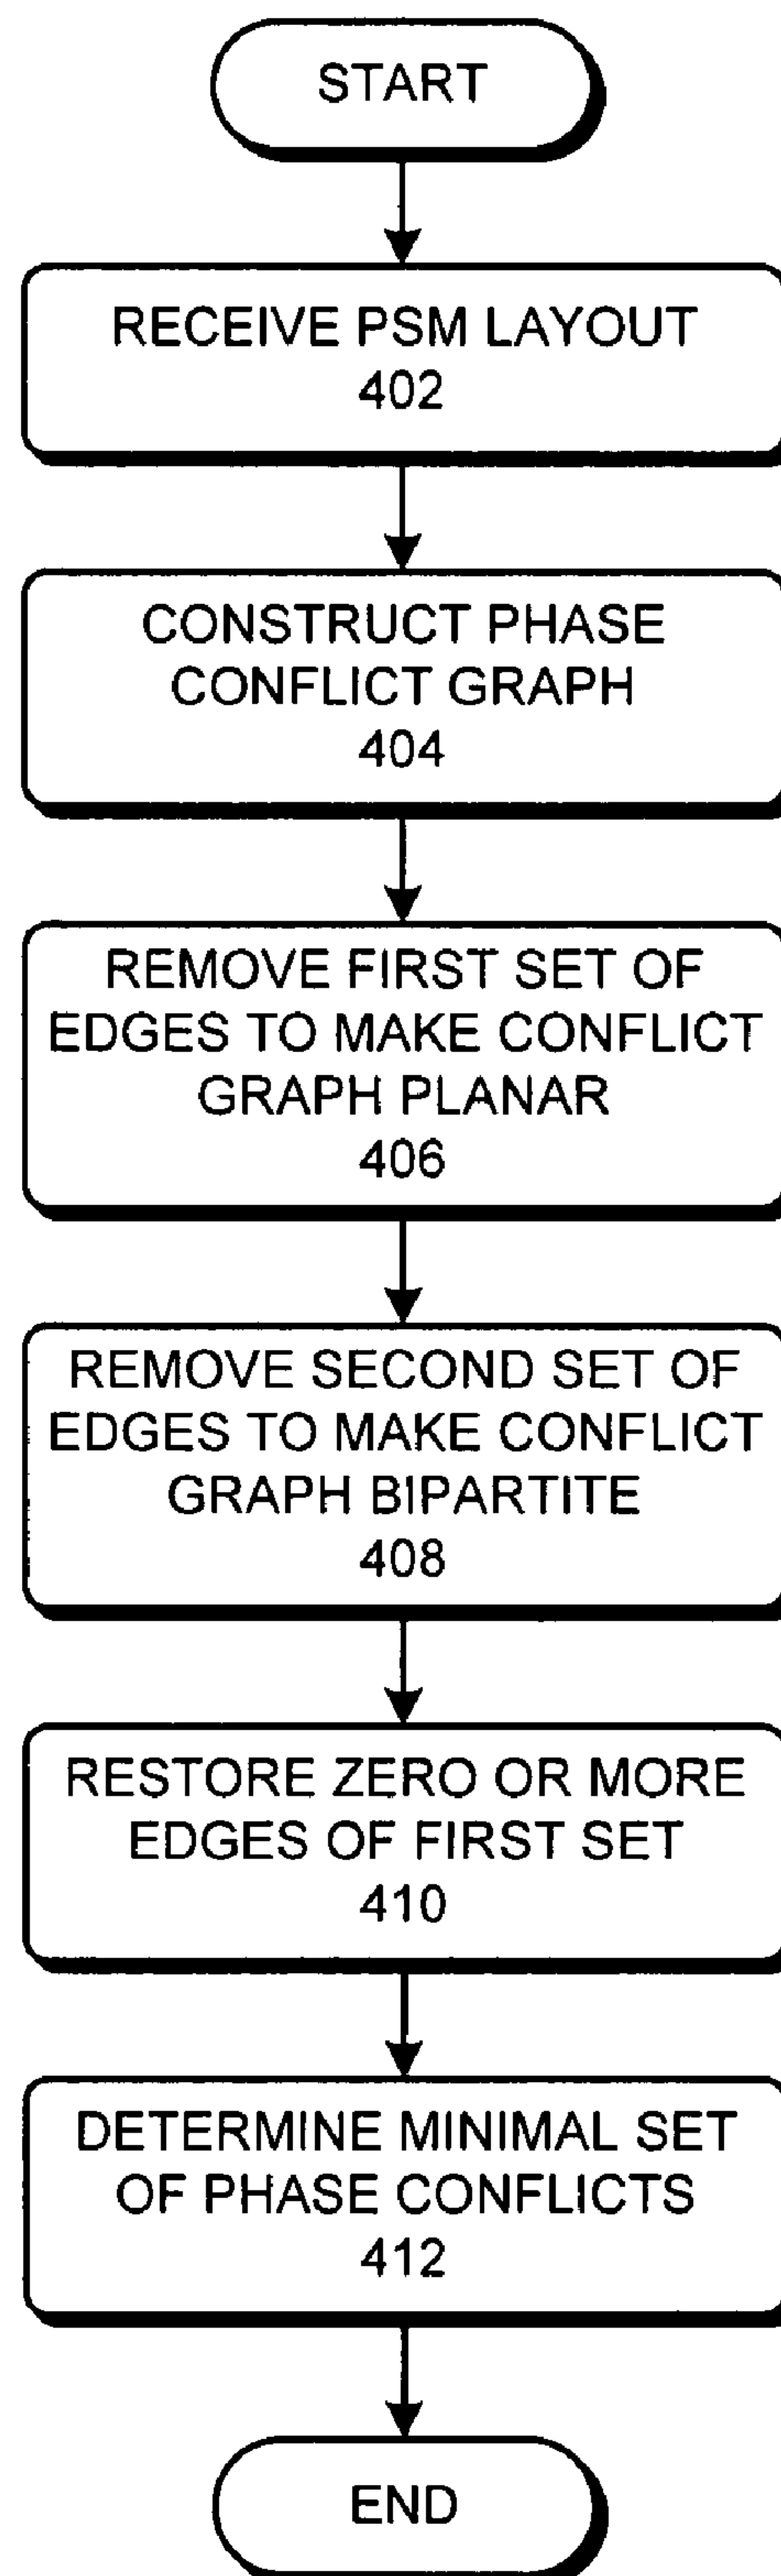 START
RECEIVE PSM LAYOUT
402
CONSTRUCT PHASE
CONFLICT GRAPH
404
REMOVE FIRST SET OF
EDGES TO MAKE CONFLICT
GRAPH PLANAR
406
REMOVE SECOND SET OF
EDGES TO MAKE CONFLICT
GRAPH BIPARTITE
408
RESTORE ZERO OR MORE
EDGES OF FIRST SET
410
DETERMINE MINIMAL SET
OF PHASE CONFLICTS
412
END